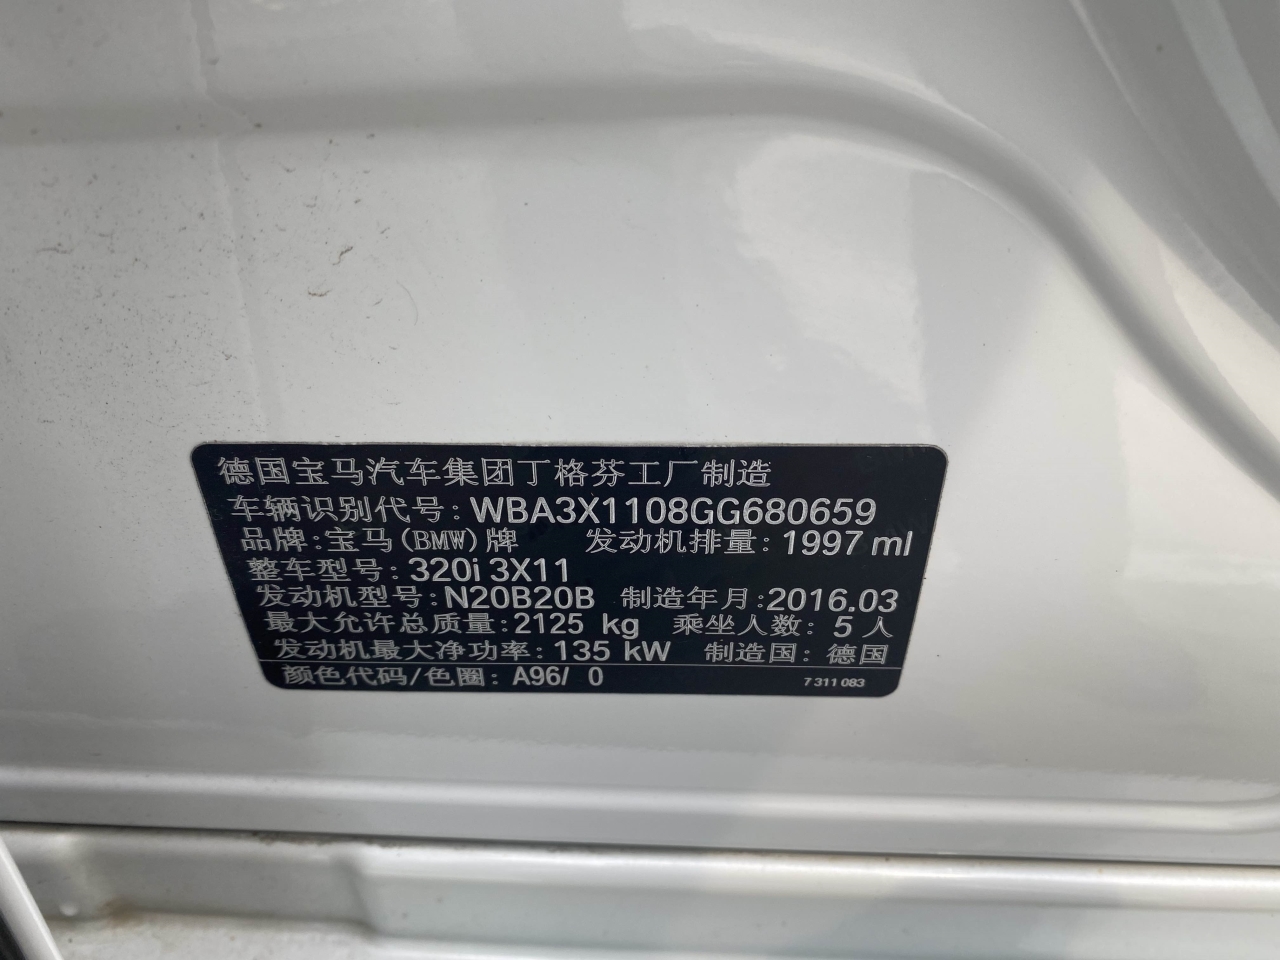 德国宝马汽车集团丁格芬工厂制造
车辆识别代号: WBA3X1108GG680659
品牌: 宝马(BMW)牌 发动机排量: 1997 ml
整车型号: 320i 3X11
发动机型号: N20B20B 制造年月: 2016.03
最大允许总质量: 2125 kg 乘坐人数: 5 人
发动机最大净功率: 135 kW 制造国: 德国
颜色代码/色圈: A96/ 0 7 311 083